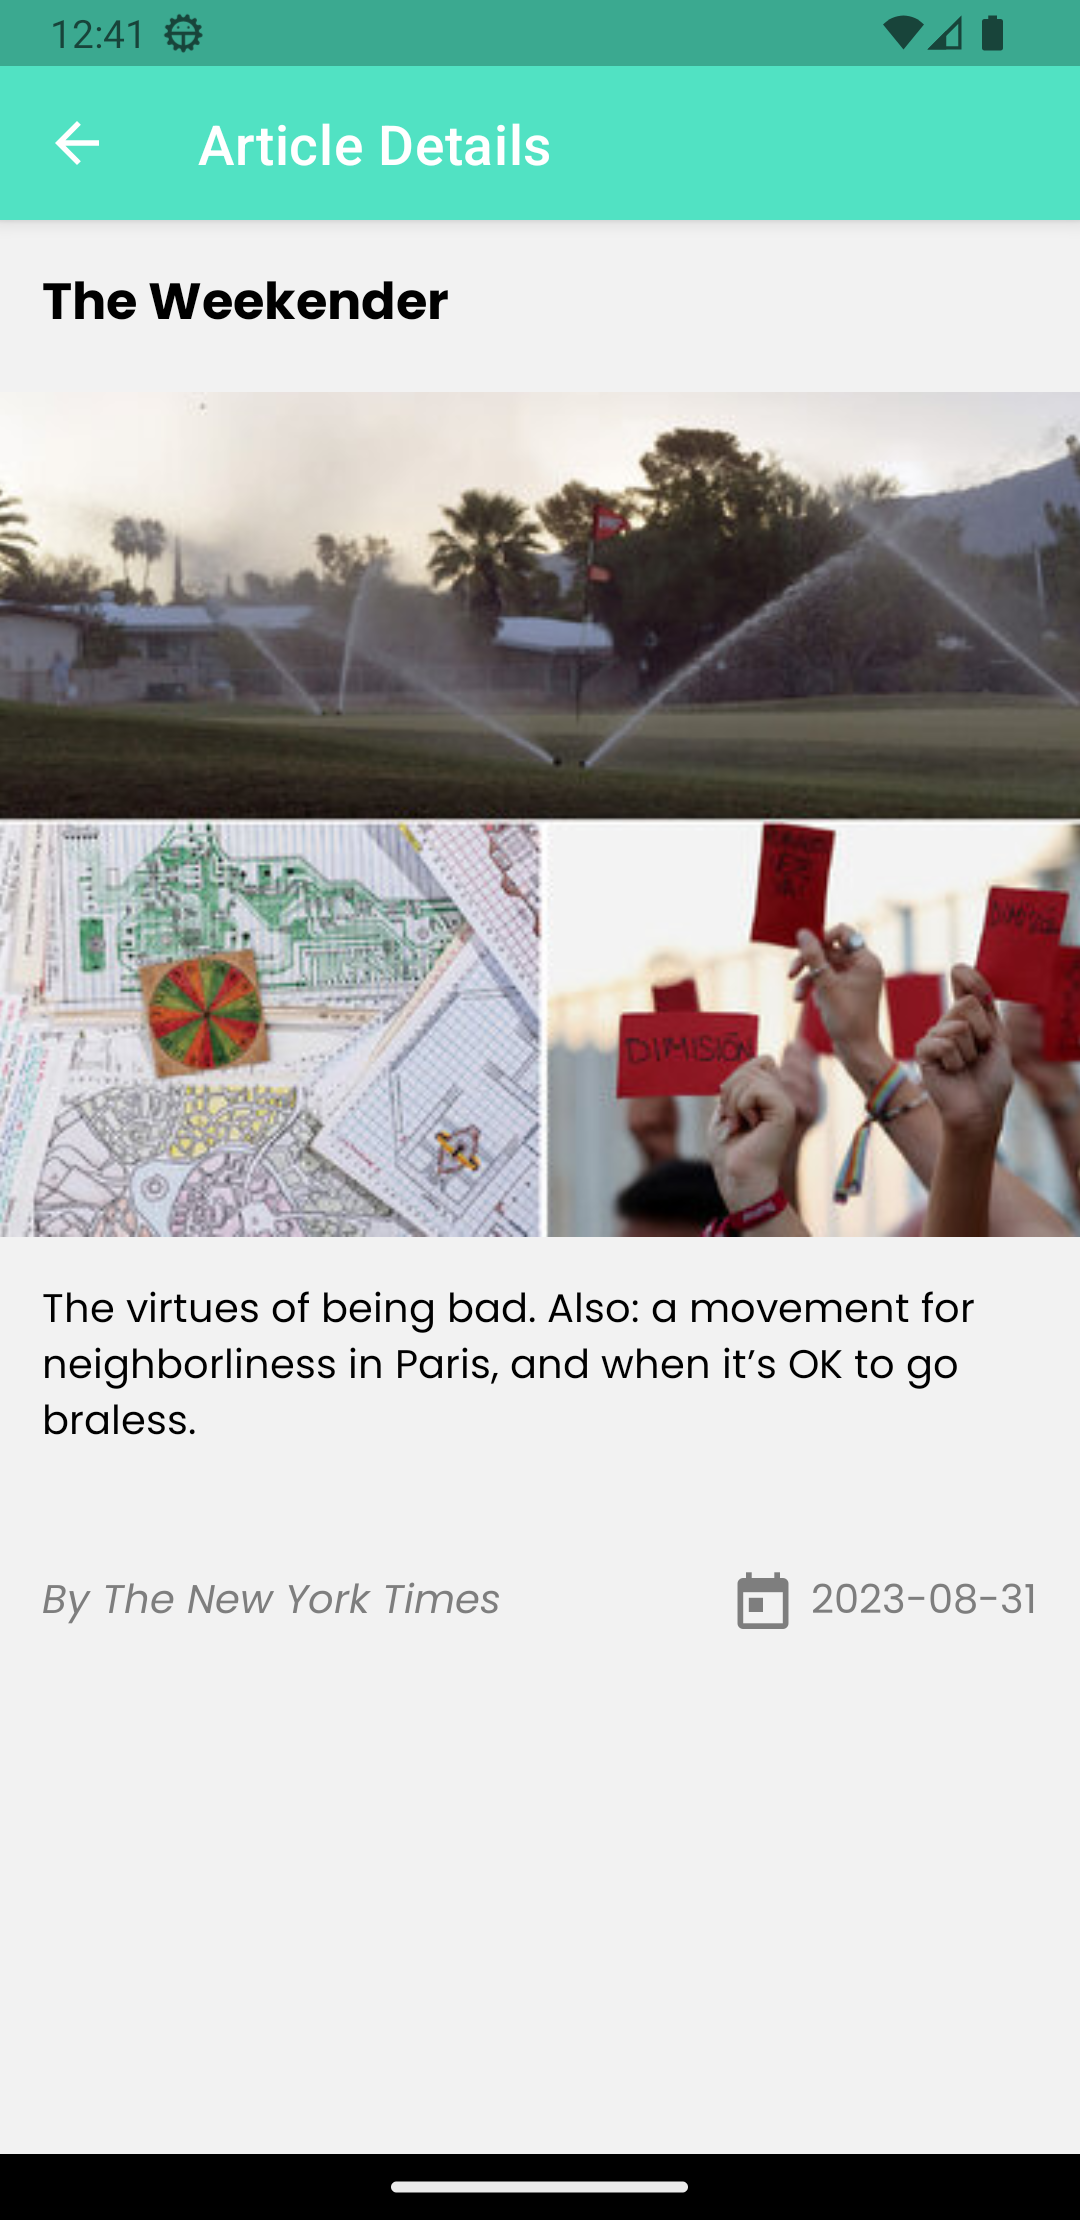 12:41
Article Details
The Weekender
DIMISIÓN
The virtues of being bad. Also: a movement for
neighborliness in Paris, and when it’s OK to go
braless.
By The New York Times
2023-08-31